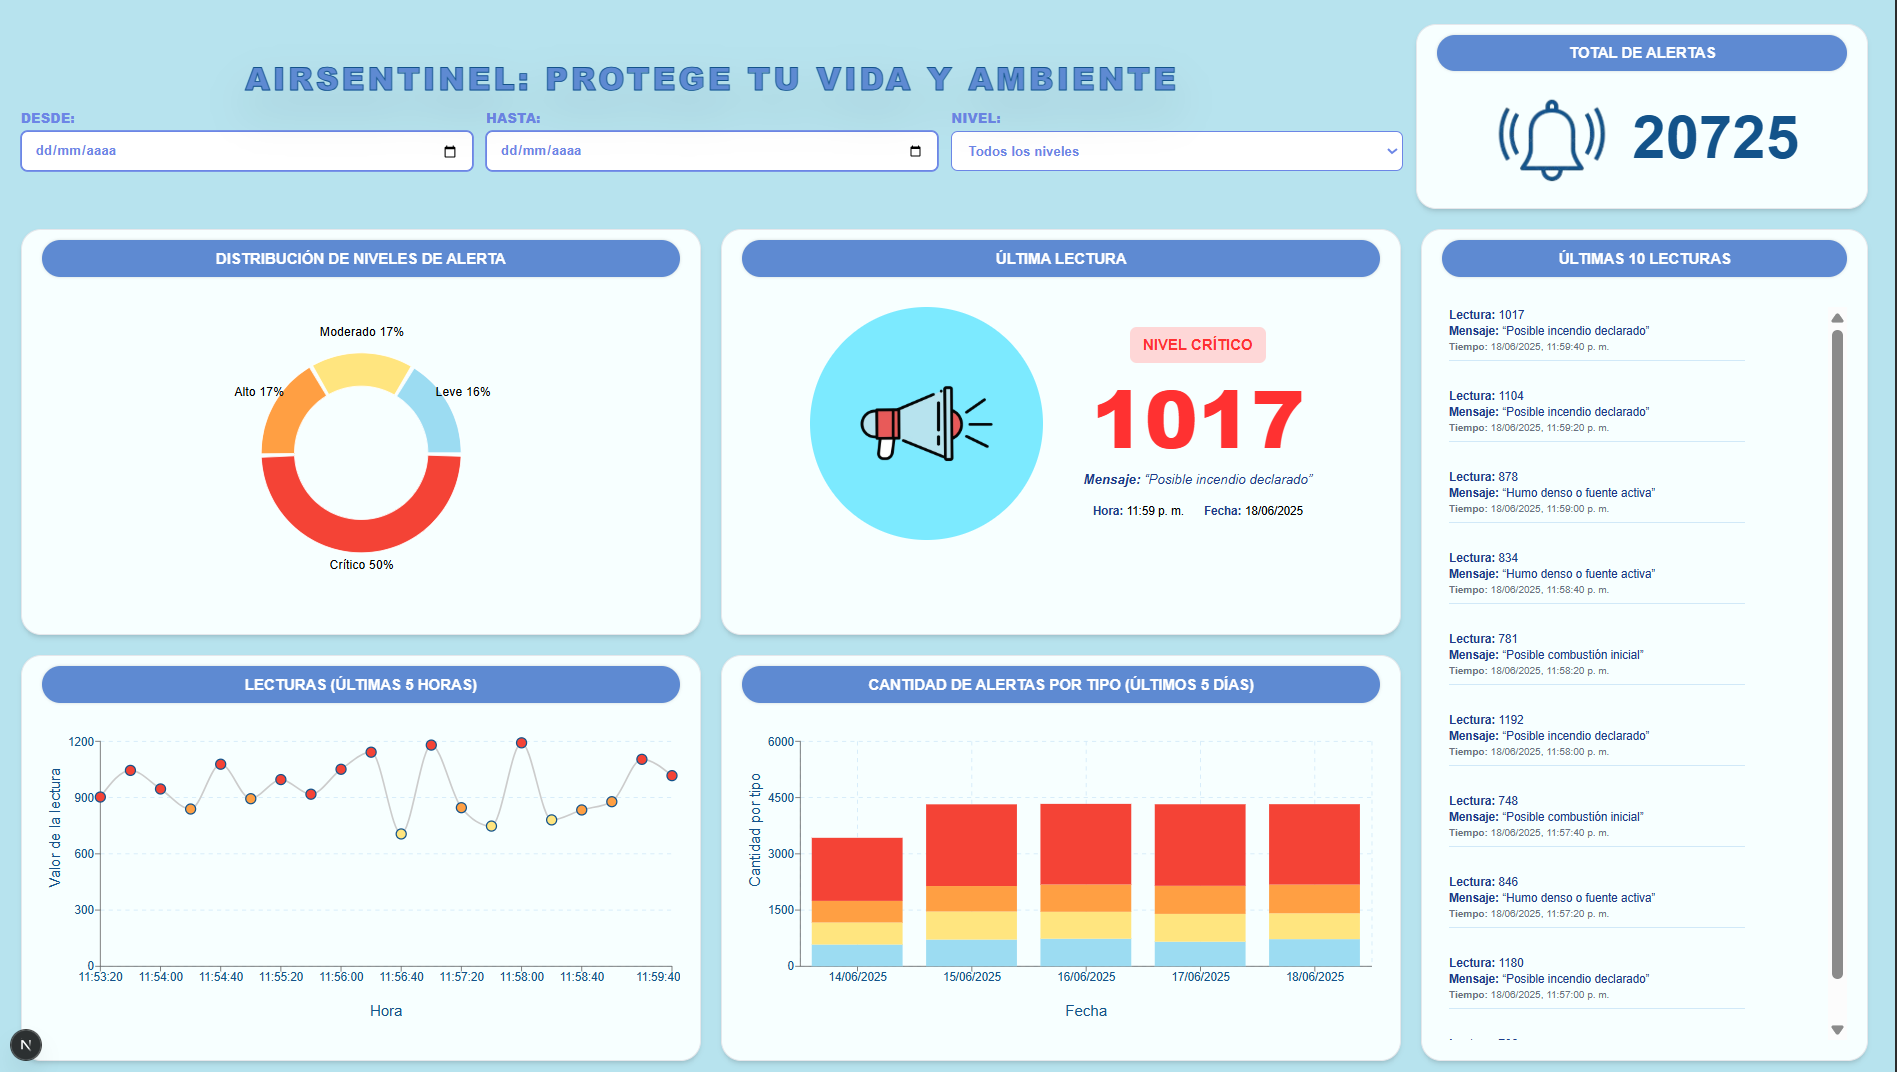 AIRSENTINEL: PROTEGE TU VIDA Y AMBIENTE
DESDE:
dd/mm/aaaa
HASTA:
dd/mm/aaaa
NIVEL:
Todos los niveles
TOTAL DE ALERTAS
20725
DISTRIBUCIÓN DE NIVELES DE ALERTA
Moderado 17%
Alto 17%
Leve 16%
Crítico 50%
ÚLTIMA LECTURA
NIVEL CRÍTICO
1017
Mensaje: “Posible incendio declarado”
Hora: 11:59 p. m. Fecha: 18/06/2025
ÚLTIMAS 10 LECTURAS
Lectura: 1017
Mensaje: “Posible incendio declarado”
Tiempo: 18/06/2025, 11:59:40 p. m.
Lectura: 1104
Mensaje: “Posible incendio declarado”
Tiempo: 18/06/2025, 11:59:20 p. m.
Lectura: 878
Mensaje: “Humo denso o fuente activa”
Tiempo: 18/06/2025, 11:59:00 p. m.
Lectura: 834
Mensaje: “Humo denso o fuente activa”
Tiempo: 18/06/2025, 11:58:40 p. m.
Lectura: 781
Mensaje: “Posible combustión inicial”
Tiempo: 18/06/2025, 11:58:20 p. m.
Lectura: 1192
Mensaje: “Posible incendio declarado”
Tiempo: 18/06/2025, 11:58:00 p. m.
Lectura: 748
Mensaje: “Posible combustión inicial”
Tiempo: 18/06/2025, 11:57:40 p. m.
Lectura: 846
Mensaje: “Humo denso o fuente activa”
Tiempo: 18/06/2025, 11:57:20 p. m.
Lectura: 1180
Mensaje: “Posible incendio declarado”
Tiempo: 18/06/2025, 11:57:00 p. m.
LECTURAS (ÚLTIMAS 5 HORAS)
Valor de la lectura
1200
900
600
300
0
11:53:20 11:54:00 11:54:40 11:55:20 11:56:00 11:56:40 11:57:20 11:58:00 11:58:40 11:59:40
Hora
CANTIDAD DE ALERTAS POR TIPO (ÚLTIMOS 5 DÍAS)
Cantidad por tipo
6000
4500
3000
1500
0
14/06/2025 15/06/2025 16/06/2025 17/06/2025 18/06/2025
Fecha
N